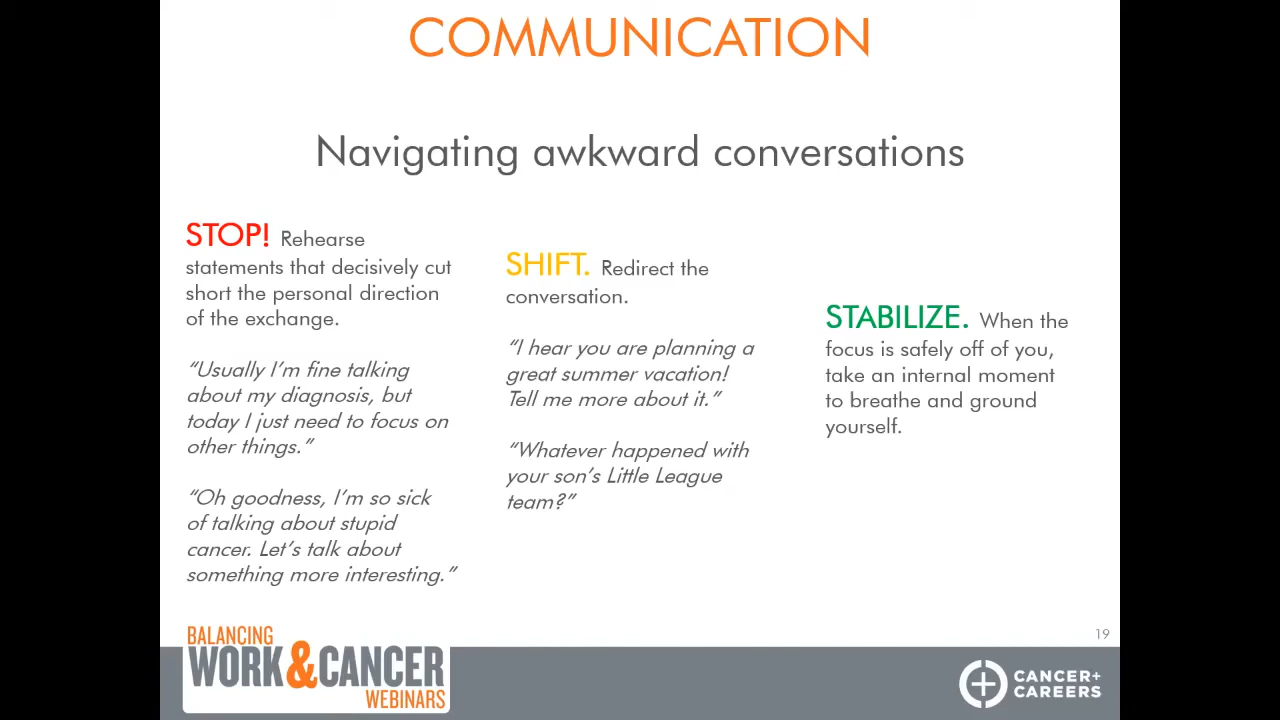 COMMUNICATION
Navigating awkward conversations
STOP! Rehearse
statements that decisively cut
short the personal direction
of the exchange.
“Usually I’m fine talking
about my diagnosis, but
today I just need to focus on
other things.”
“Oh goodness, I’m so sick
of talking about stupid
cancer. Let’s talk about
something more interesting.”
SHIFT. Redirect the
conversation.
“I hear you are planning a
great summer vacation!
Tell me more about it.”
“Whatever happened with
your son’s Little League
team?”
STABILIZE. When the
focus is safely off of you,
take an internal moment
to breathe and ground
yourself.
19
BALANCING
WORK & CANCER
WEBINARS
CANCER+
CAREERS